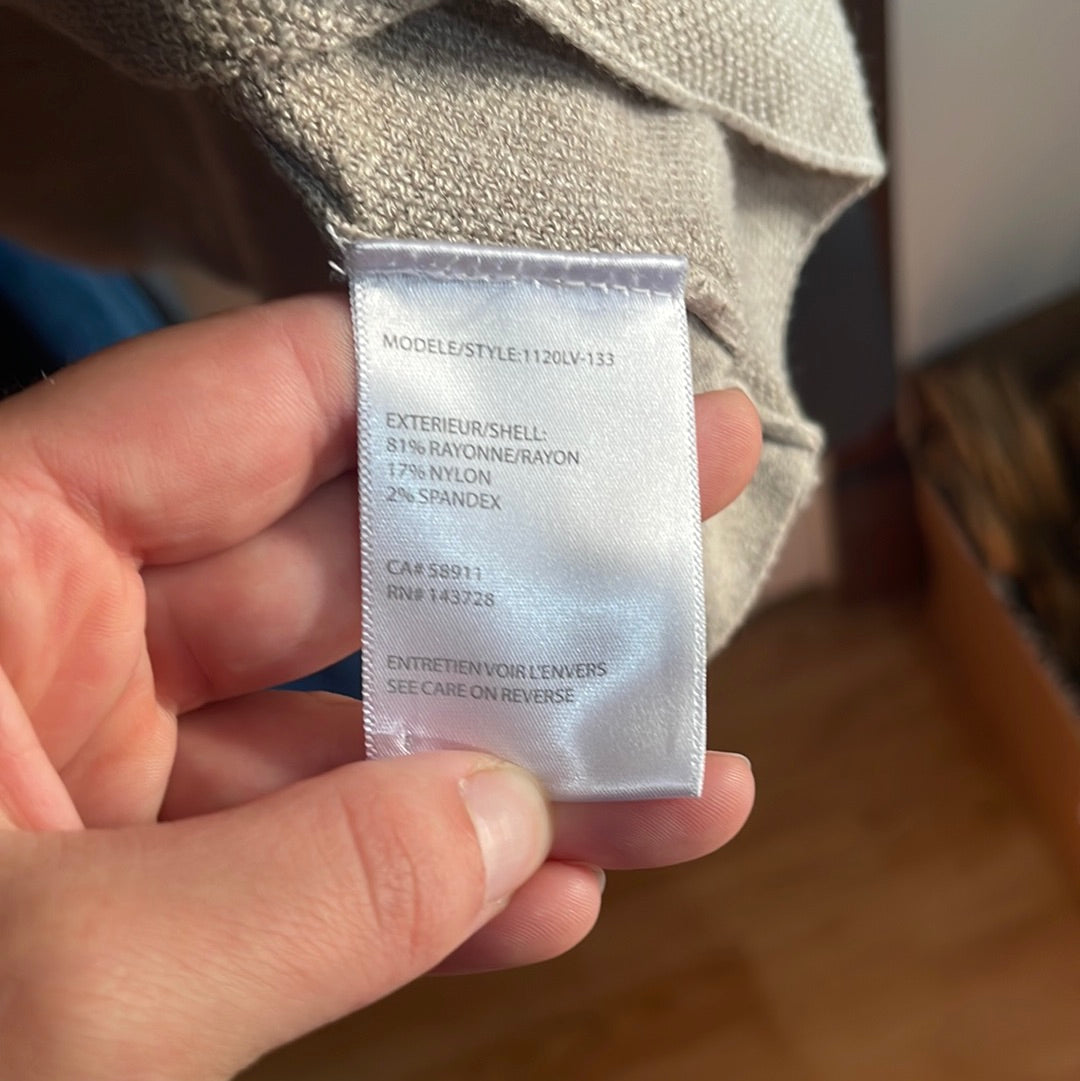 MODELE/STYLE:1120LV-133
EXTERIEUR/SHELL:
81% RAYONNE/RAYON
17% NYLON
2% SPANDEX
CA# 58911
RN# 143728
ENTRETIEN VOIR L'ENVERS
SEE CARE ON REVERSE